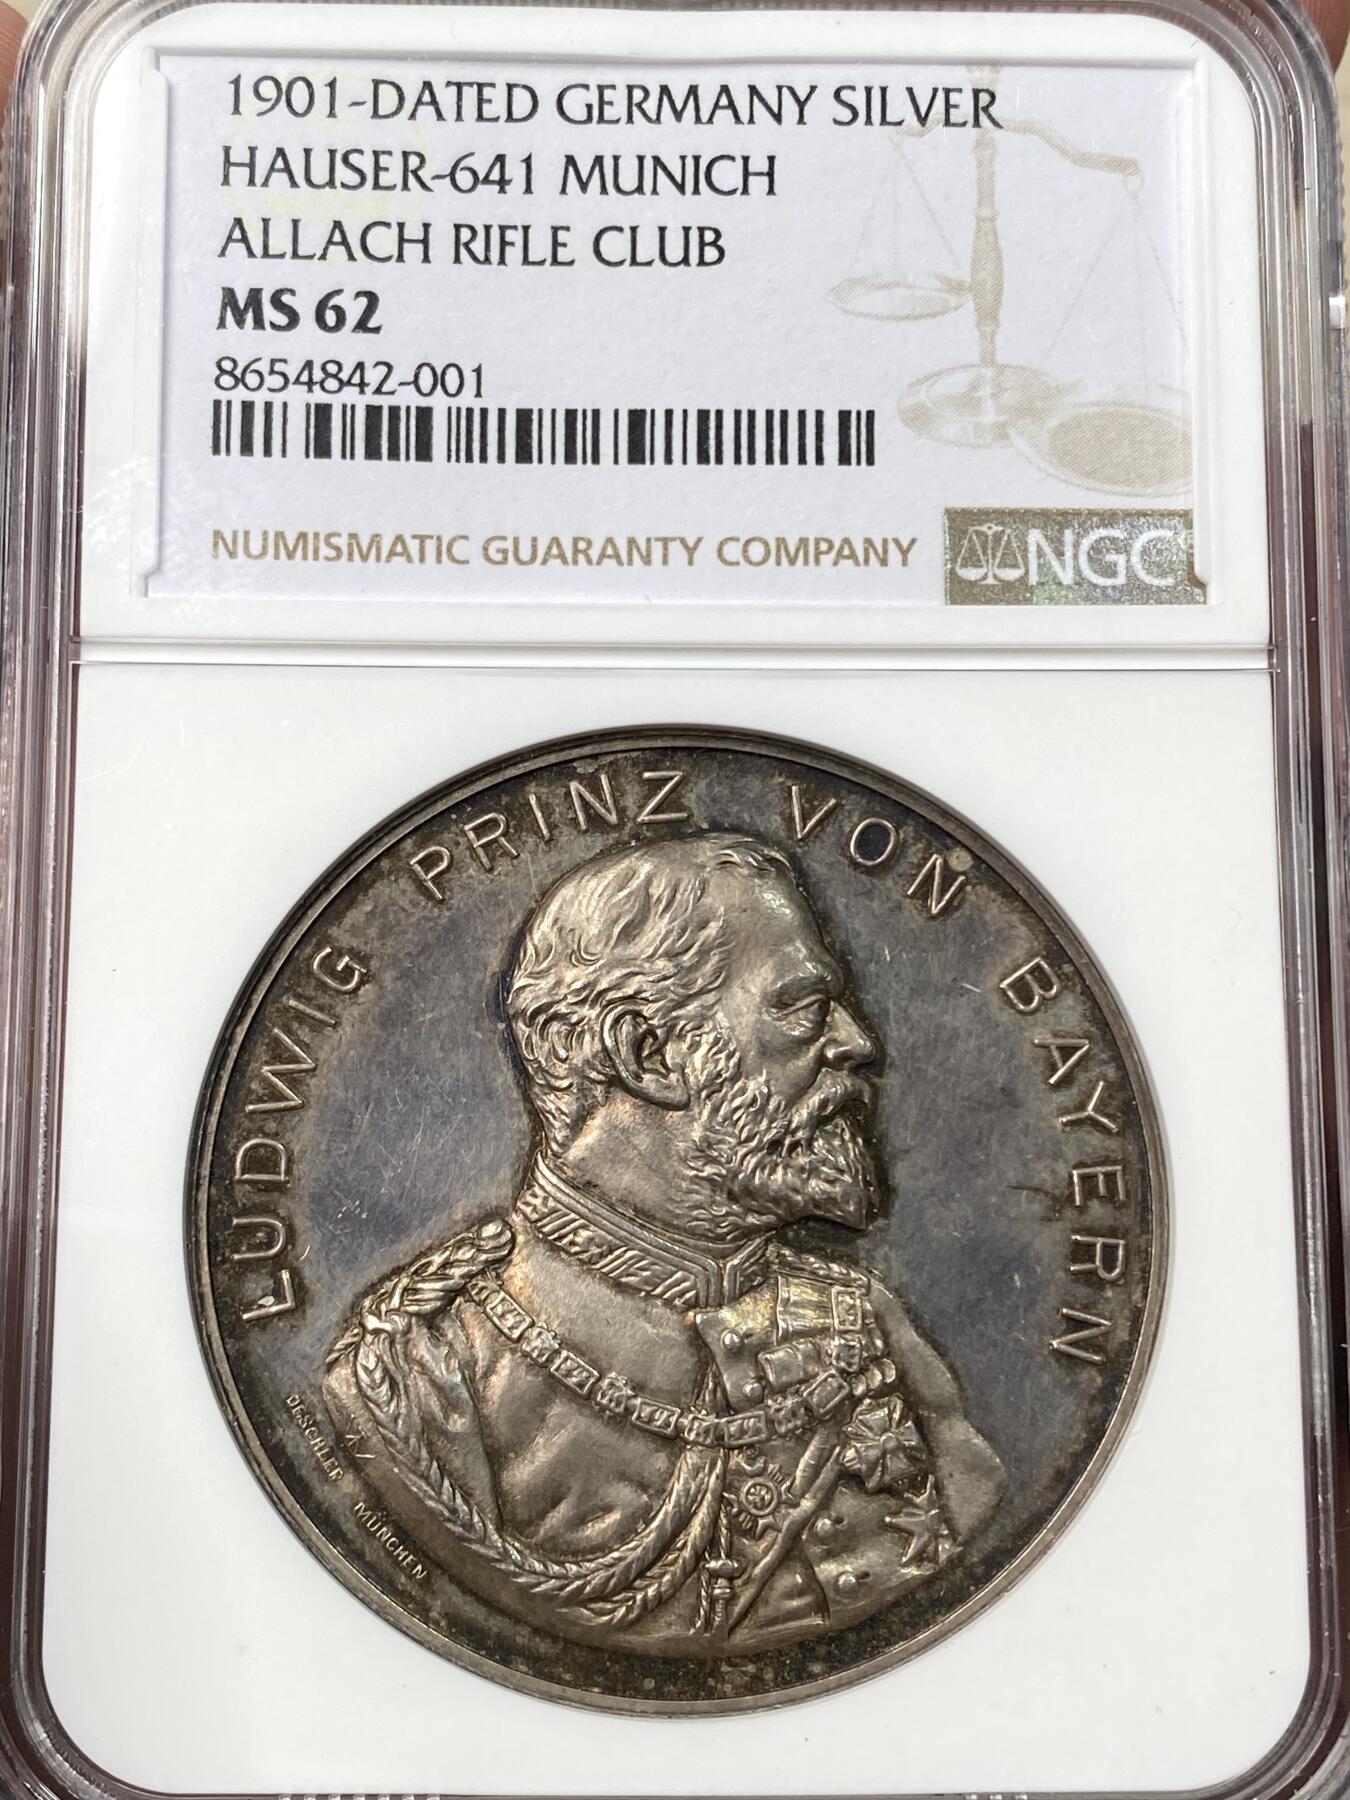 1901-DATED GERMANY SILVER
HAUSER-641 MUNICH
ALLACH RIFLE CLUB
MS 62
8654842-001
NUMISMATIC GUARANTY COMPANY
NGC
LUDWIG PRINZ VON BAYERN
DESCHLER MÜNCHEN